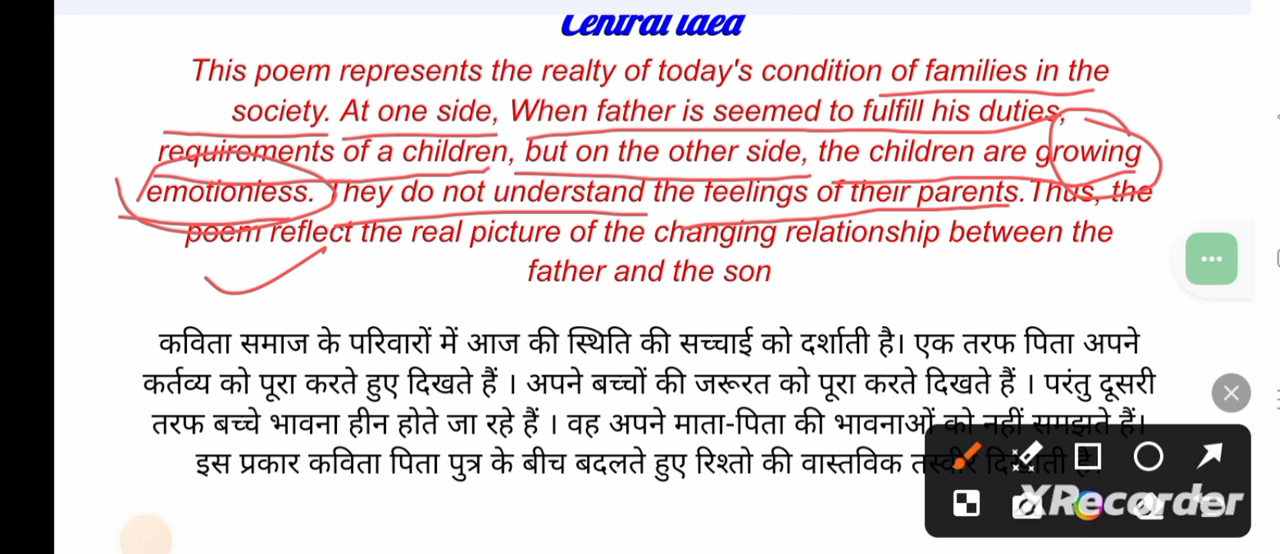 Central idea
This poem represents the realty of today's condition of families in the
society. At one side, When father is seemed to fulfill his duties,
requirements of a children, but on the other side, the children are growing
emotionless. They do not understand the feelings of their parents.Thus, the
poem reflect the real picture of the changing relationship between the
father and the son
कविता समाज के परिवारों में आज की स्थिति की सच्चाई को दर्शाती है। एक तरफ पिता अपने
कर्तव्य को पूरा करते हुए दिखते हैं । अपने बच्चों की जरूरत को पूरा करते दिखते हैं । परंतु दूसरी
तरफ बच्चे भावना हीन होते जा रहे हैं । वह अपने माता-पिता की भावनाओं को नहीं समझते हैं।
इस प्रकार कविता पिता पुत्र के बीच बदलते हुए रिश्तो की वास्तविक तस्वीर दिखाती है
XRecorder